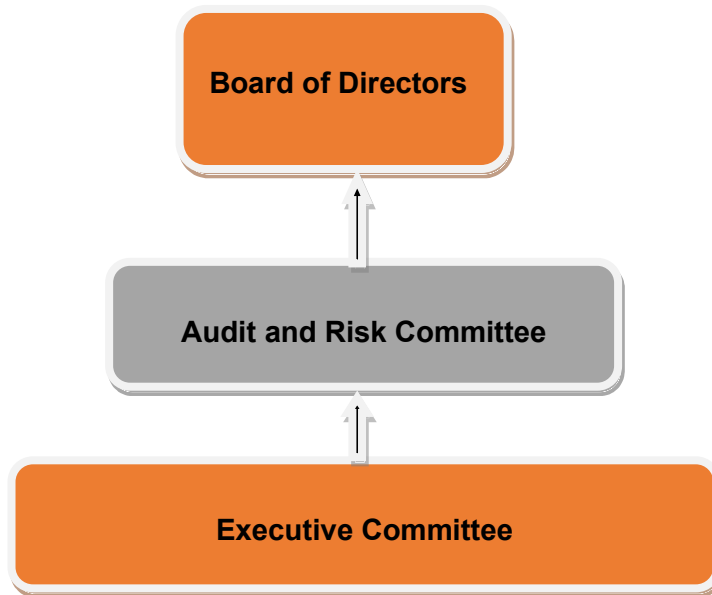 Board of Directors
Audit and Risk Committee
Executive Committee